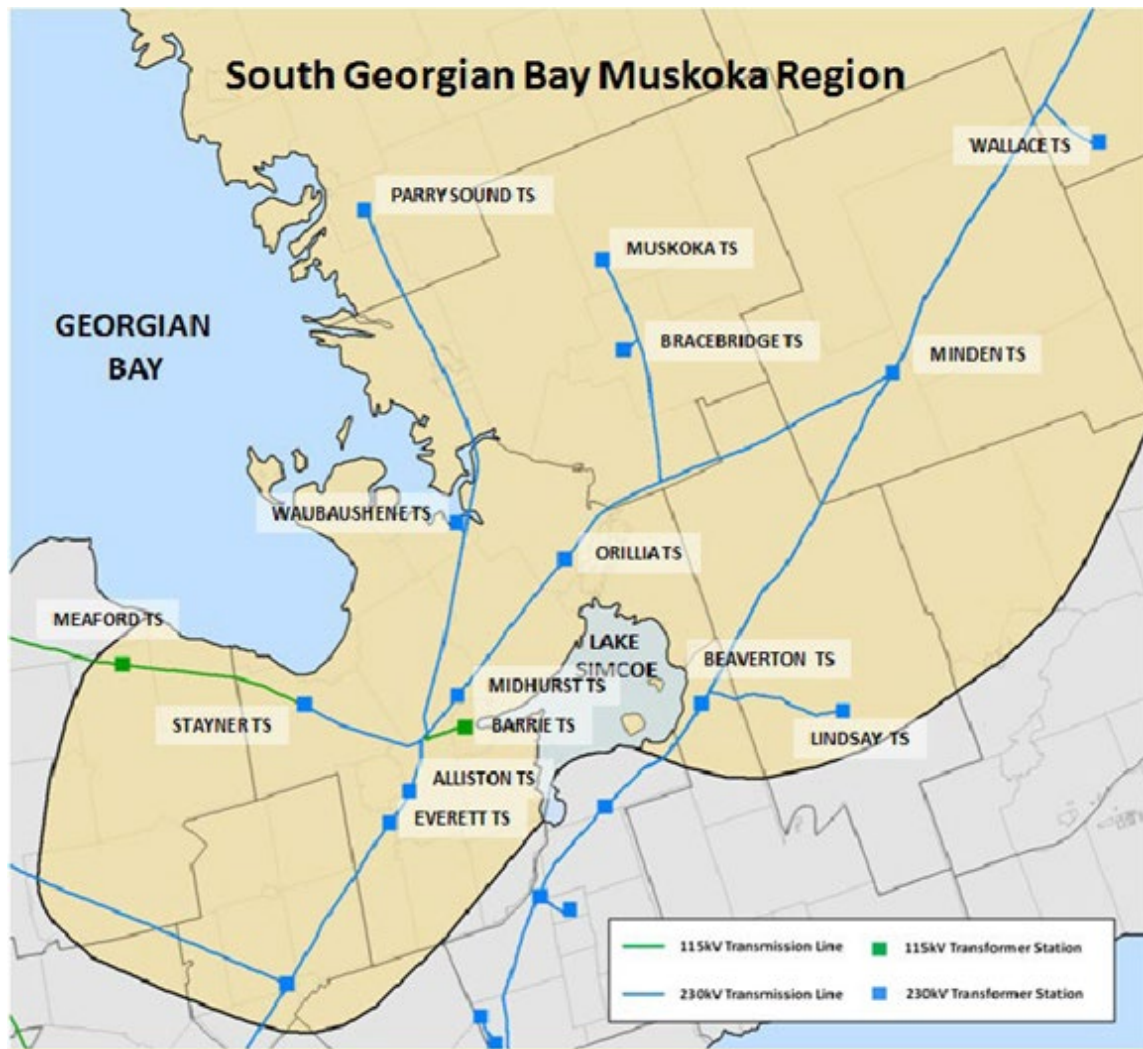 South Georgian Bay Muskoka Region
WALLACE TS
PARRY SOUND TS
MUSKOKA TS
GEORGIAN
BAY
BRACEBRIDGE TS
MINDEN TS
WAUBAUSHENE TS
ORILLIA TS
MEAFORD TS
LAKE
SIMCOE
BEAVERTON TS
MIDHURST TS
STAYNER TS
BARRIE TS
LINDSAY TS
ALLISTON TS
EVERETT TS
115kV Transmission Line
115kV Transformer Station
230kV Transmission Line
230kV Transformer Station